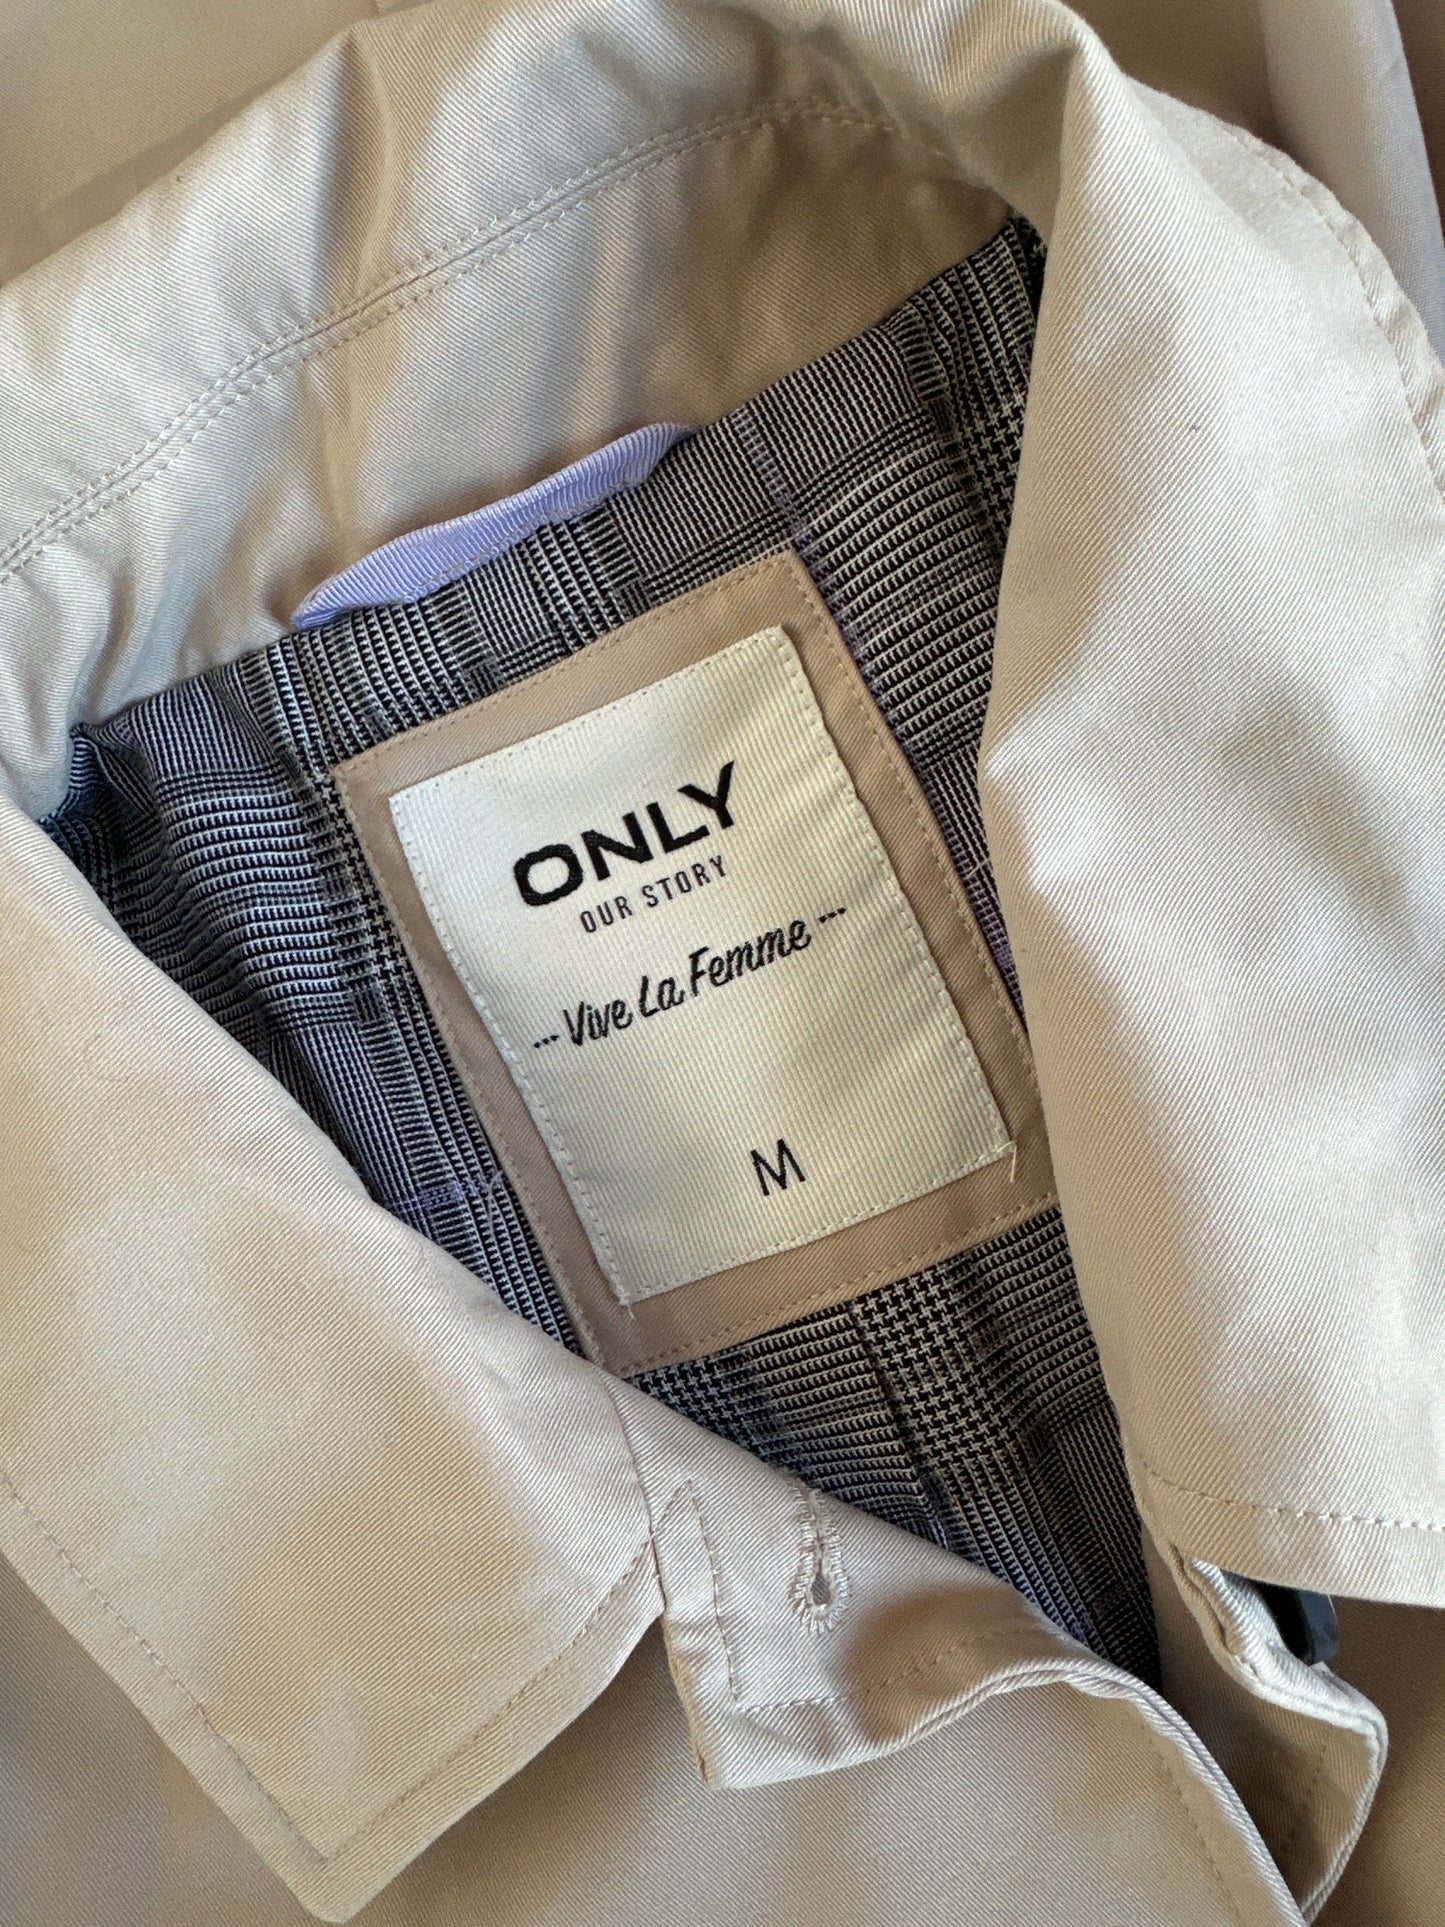 ONLY
OUR STORY
--- Vive La Femme ---
M